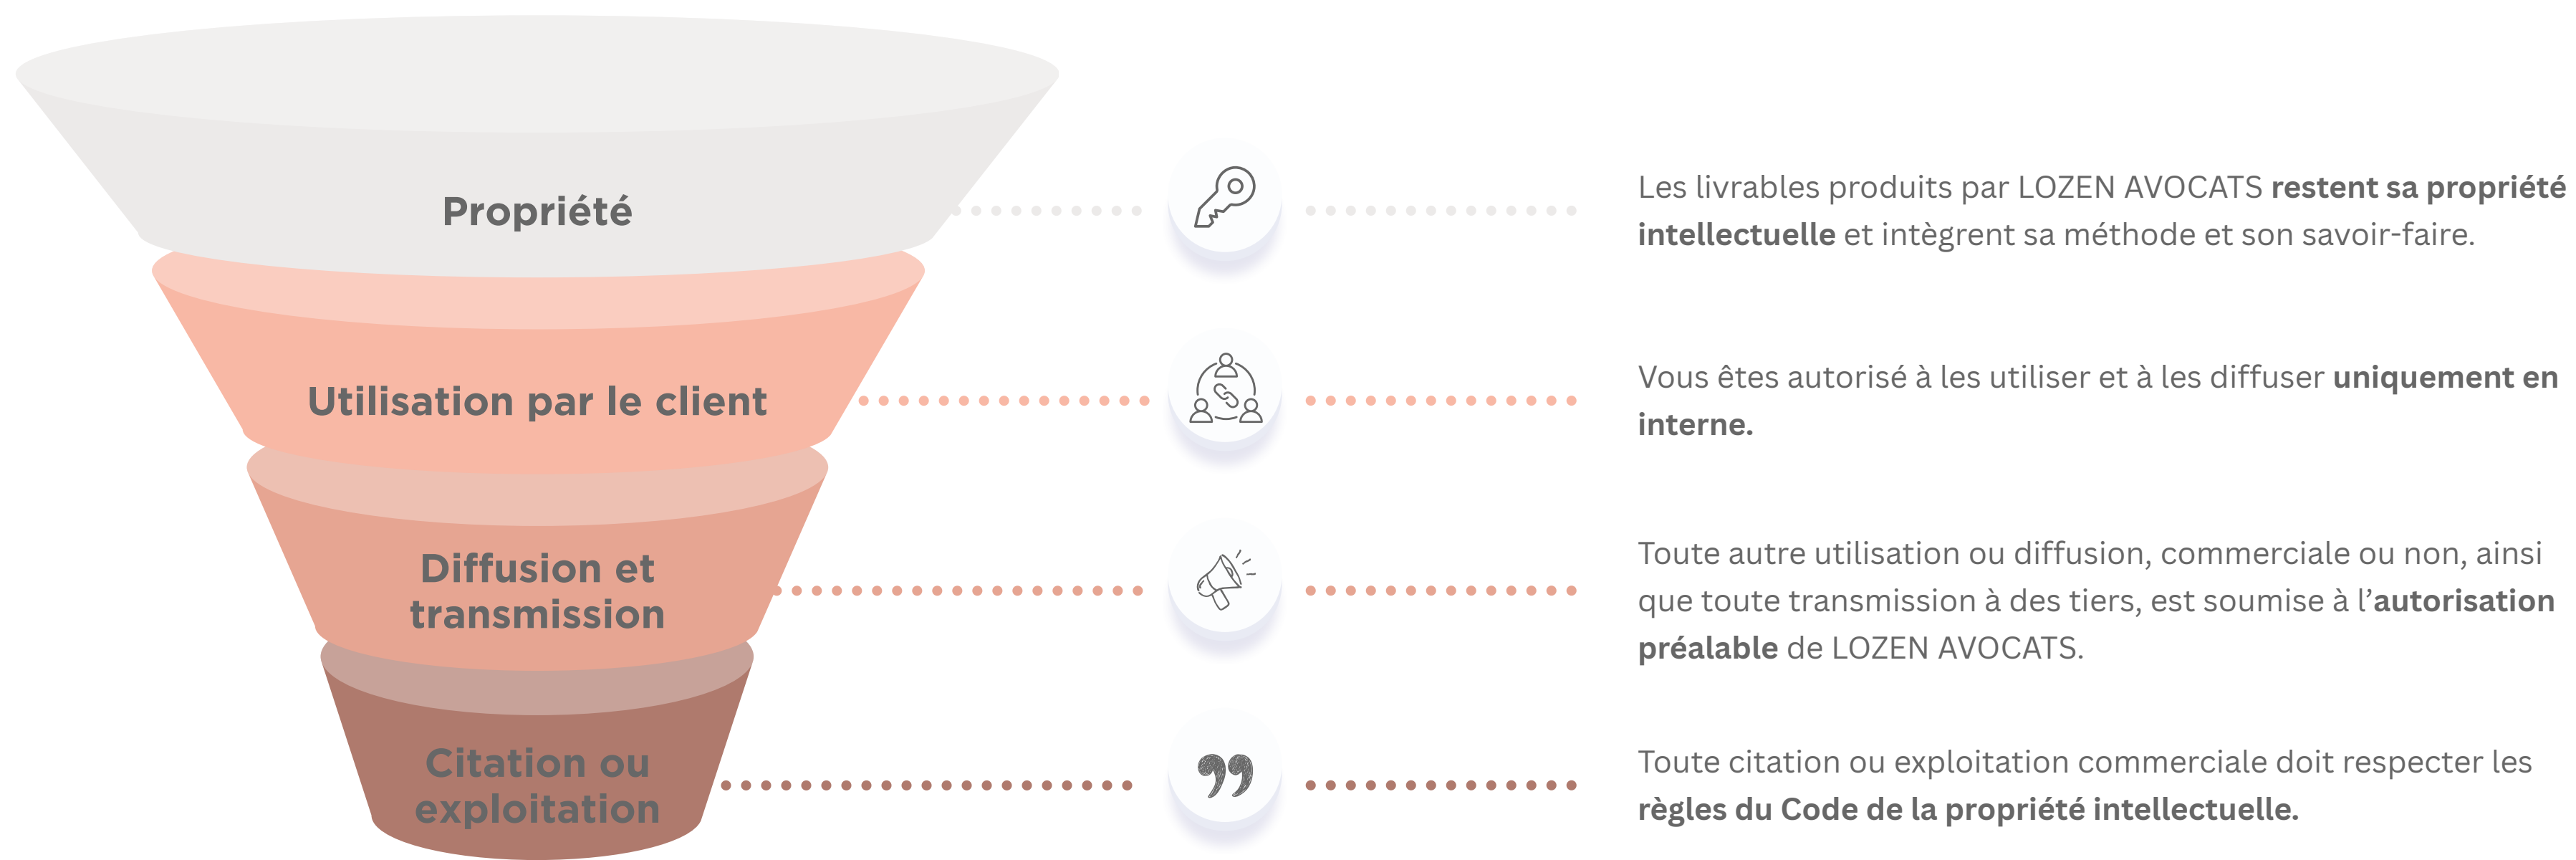 Propriété
Les livrables produits par LOZEN AVOCATS restent sa propriété
intellectuelle et intègrent sa méthode et son savoir-faire.
Utilisation par le client
Vous êtes autorisé à les utiliser et à les diffuser uniquement en
interne.
Diffusion et
transmission
Toute autre utilisation ou diffusion, commerciale ou non, ainsi
que toute transmission à des tiers, est soumise à l’autorisation
préalable de LOZEN AVOCATS.
Citation ou
exploitation
Toute citation ou exploitation commerciale doit respecter les
règles du Code de la propriété intellectuelle.